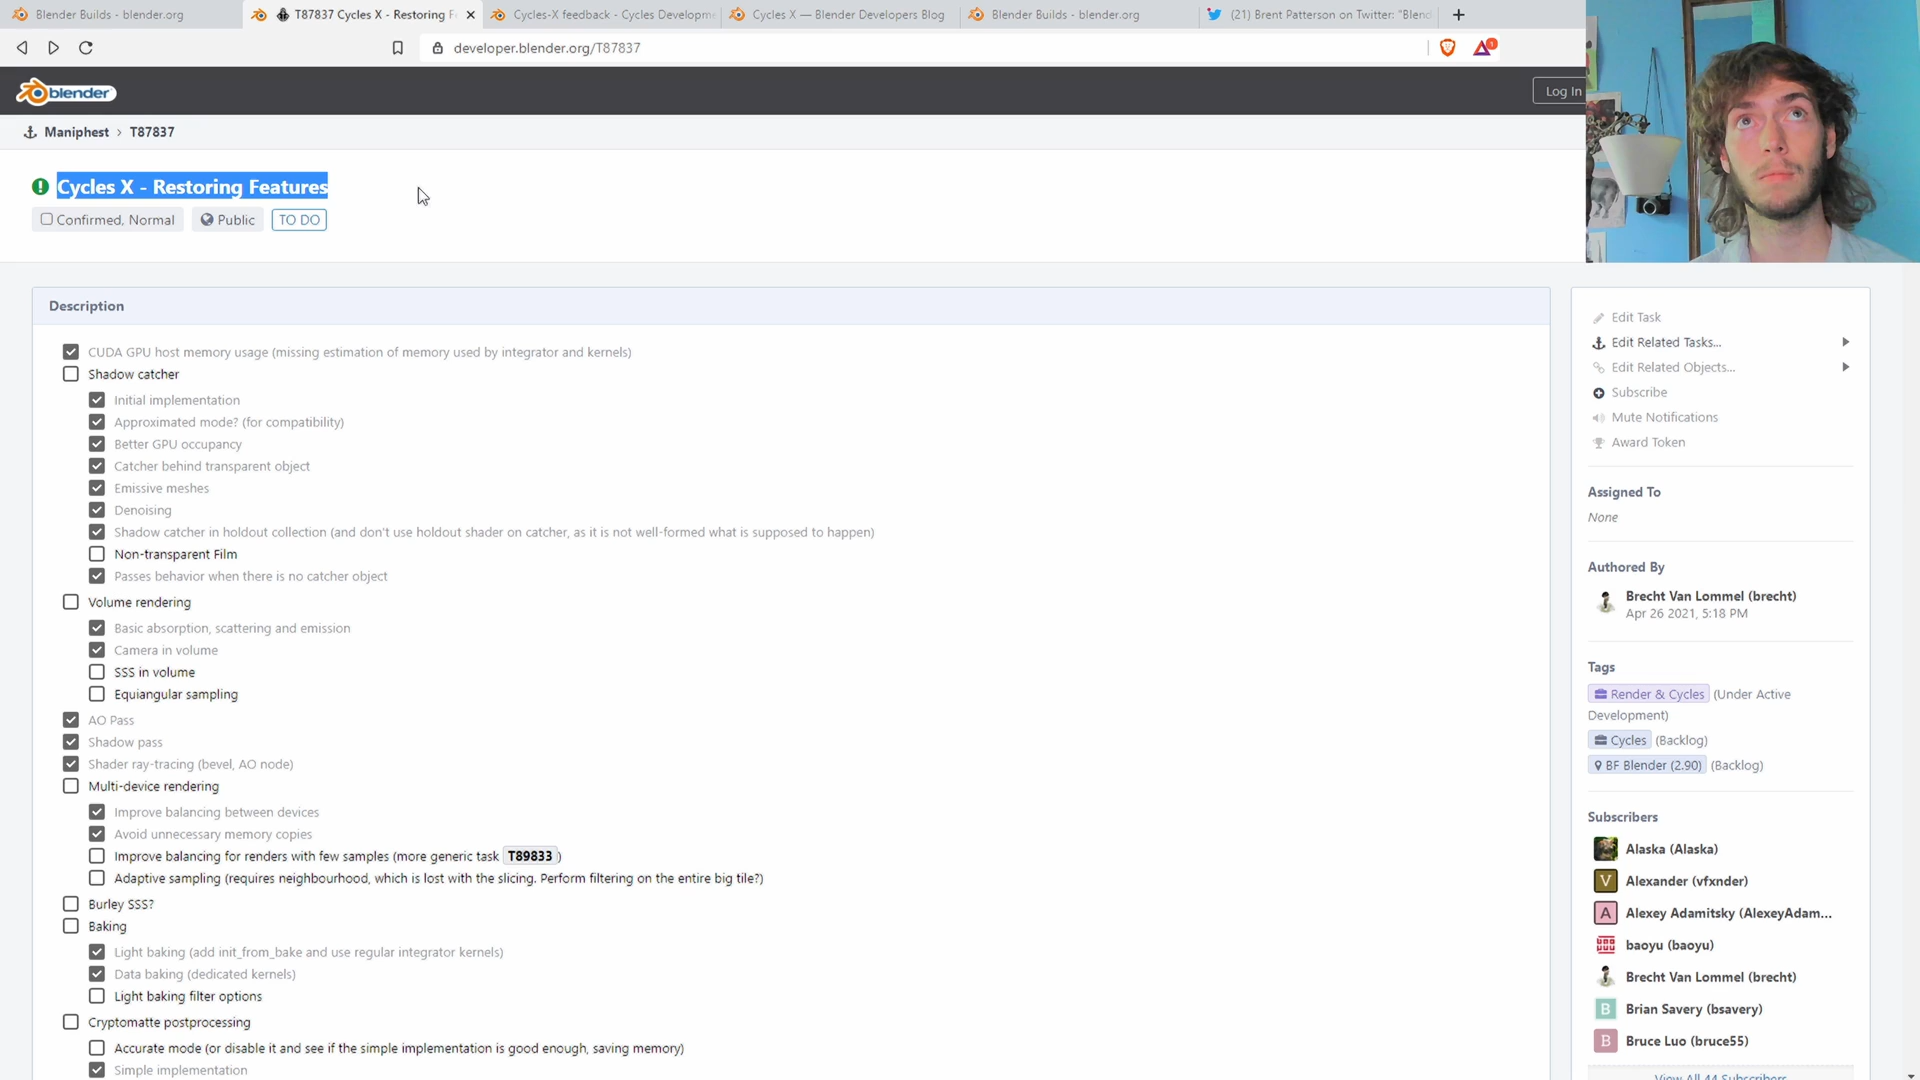 Blender Builds - blender.org
T87837 Cycles X - Restoring F
Cycles-X feedback - Cycles Developm
Cycles X — Blender Developers Blog
Blender Builds - blender.org
(21) Brent Patterson on Twitter: "Blend
developer.blender.org/T87837
1
blender
Log In
Maniphest > T87837
Cycles X - Restoring Features
Confirmed, Normal
Public
TO DO
Description
CUDA GPU host memory usage (missing estimation of memory used by integrator and kernels)
Shadow catcher
Initial implementation
Approximated mode? (for compatibility)
Better GPU occupancy
Catcher behind transparent object
Emissive meshes
Denoising
Shadow catcher in holdout collection (and don't use holdout shader on catcher, as it is not well-formed what is supposed to happen)
Non-transparent Film
Passes behavior when there is no catcher object
Volume rendering
Basic absorption, scattering and emission
Camera in volume
SSS in volume
Equiangular sampling
AO Pass
Shadow pass
Shader ray-tracing (bevel, AO node)
Multi-device rendering
Improve balancing between devices
Avoid unnecessary memory copies
Improve balancing for renders with few samples (more generic task T89833 )
Adaptive sampling (requires neighbourhood, which is lost with the slicing. Perform filtering on the entire big tile?)
Burley SSS?
Baking
Light baking (add init_from_bake and use regular integrator kernels)
Data baking (dedicated kernels)
Light baking filter options
Cryptomatte postprocessing
Accurate mode (or disable it and see if the simple implementation is good enough, saving memory)
Simple implementation
Edit Task
Edit Related Tasks...
Edit Related Objects...
Subscribe
Mute Notifications
Award Token
Assigned To
None
Authored By
Brecht Van Lommel (brecht)
Apr 26 2021, 5:18 PM
Tags
Render & Cycles (Under Active
Development)
Cycles (Backlog)
BF Blender (2.90) (Backlog)
Subscribers
Alaska (Alaska)
V Alexander (vfxnder)
A Alexey Adamitsky (AlexeyAdam...
baoyu (baoyu)
Brecht Van Lommel (brecht)
B Brian Savery (bsavery)
B Bruce Luo (bruce55)
View All 44 Subscribers